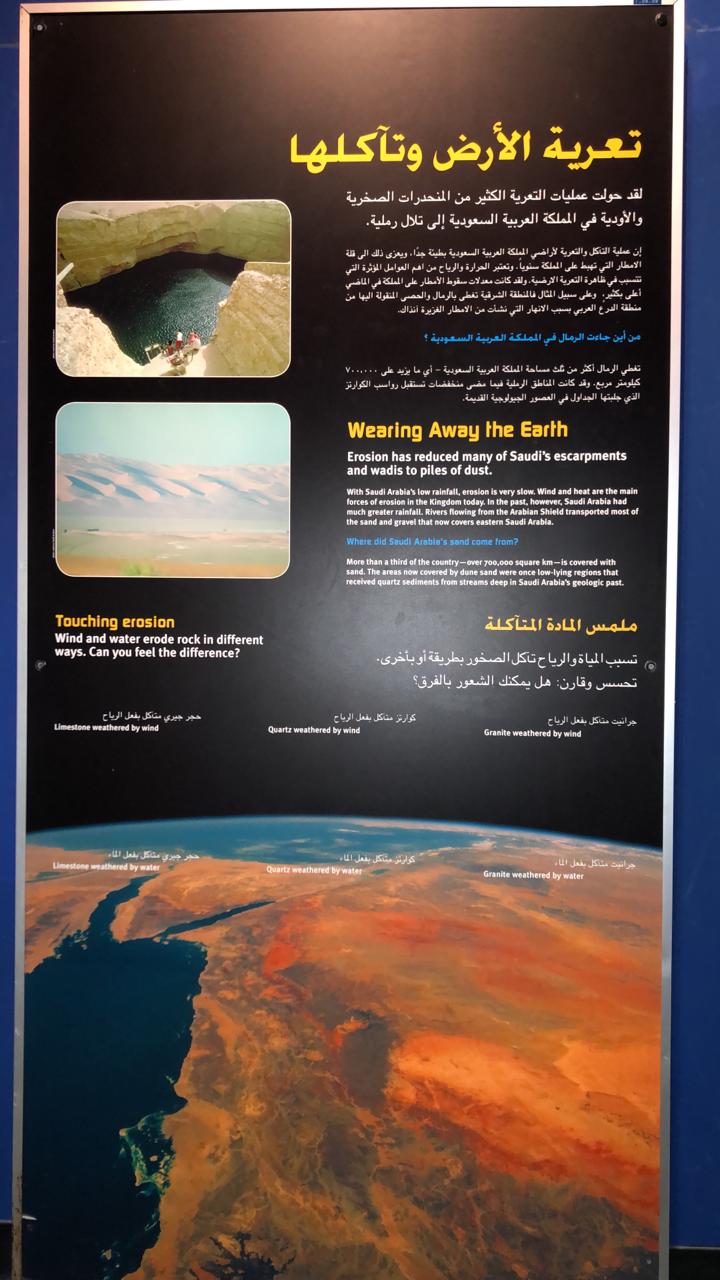 تعرية الأرض وتآكلها
لقد حولت عمليات التعرية الكثير من المنحدرات الصخرية
والأودية في المملكة العربية السعودية إلى تلال رملية.
إن عملية التآكل والتعرية لأراضي المملكة العربية السعودية بطيئة جدًا، ويعزى ذلك الى قلة
الامطار التي تهبط على المملكة سنوياً. وتعتبر الحرارة والرياح من اهم العوامل المؤثرة التي
تتسبب في ظاهرة التعرية الارضية. ولقد كانت معدلات سقوط الأمطار على المملكة في الماضي
أعلى بكثير. وعلى سبيل المثال فالمنطقة الشرقية تغطى بالرمال والحصى المنقولة اليها من
منطقة الدرع العربي بسبب الانهار التي نشأت من الامطار الغزيرة آنذاك.
من أين جاءت الرمال في المملكة العربية السعودية ؟
تغطي الرمال أكثر من ثلث مساحة المملكة العربية السعودية – أي ما يزيد على ٧٠٠,٠٠٠
كيلومتر مربع. وقد كانت المناطق الرملية فيما مضى منخفضات تستقبل رواسب الكوارتز
الذي جلبتها الجداول في العصور الجيولوجية القديمة.
Wearing Away the Earth
Erosion has reduced many of Saudi's escarpments
and wadis to piles of dust.
With Saudi Arabia's low rainfall, erosion is very slow. Wind and heat are the main
forces of erosion in the Kingdom today. In the past, however, Saudi Arabia had
much greater rainfall. Rivers flowing from the Arabian Shield transported most of
the sand and gravel that now covers eastern Saudi Arabia.
Where did Saudi Arabia's sand come from?
More than a third of the country—over 700,000 square km—is covered with
sand. The areas now covered by dune sand were once low-lying regions that
received quartz sediments from streams deep in Saudi Arabia's geologic past.
ملمس المادة المتآكلة
تسبب المياة والرياح تآكل الصخور بطريقة أو بأخرى.
تحسس وقارن: هل يمكنك الشعور بالفرق؟
Touching erosion
Wind and water erode rock in different
ways. Can you feel the difference?
جرانيت متاكل بفعل الرياح
Granite weathered by wind
كوارتز متاكل بفعل الرياح
Quartz weathered by wind
حجر جيري متاكل بفعل الرياح
Limestone weathered by wind
جرانيت متاكل بفعل الماء
Granite weathered by water
كوارتز متاكل بفعل الماء
Quartz weathered by water
حجر جيري متاكل بفعل الماء
Limestone weathered by water